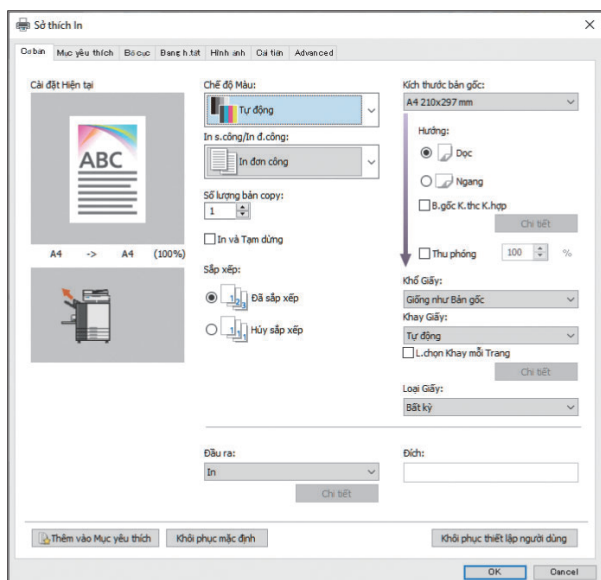 Sở thích In
Cơ bản Mục yêu thích Bố cục Bảng h.tất Hình ảnh Cải tiến Advanced
Cài đặt Hiện tại
ABC
A4 -> A4 (100%)
Chế độ Màu:
Tự động
In s.công/In đ.công:
In đơn công
Số lượng bản copy:
1
In và Tạm dừng
Sắp xếp:
Đã sắp xếp
Hủy sắp xếp
Kích thước bản gốc:
A4 210x297 mm
Hướng:
Dọc
Ngang
B.gốc K.thc K.hợp
Chi tiết
Thu phóng 100 %
Khổ Giấy:
Giống như Bản gốc
Khay Giấy:
Tự động
L.chọn Khay mỗi Trang
Chi tiết
Loại Giấy:
Bất kỳ
Đầu ra:
In
Chi tiết
Đích:
Thêm vào Mục yêu thích Khôi phục mặc định Khôi phục thiết lập người dùng
OK Cancel